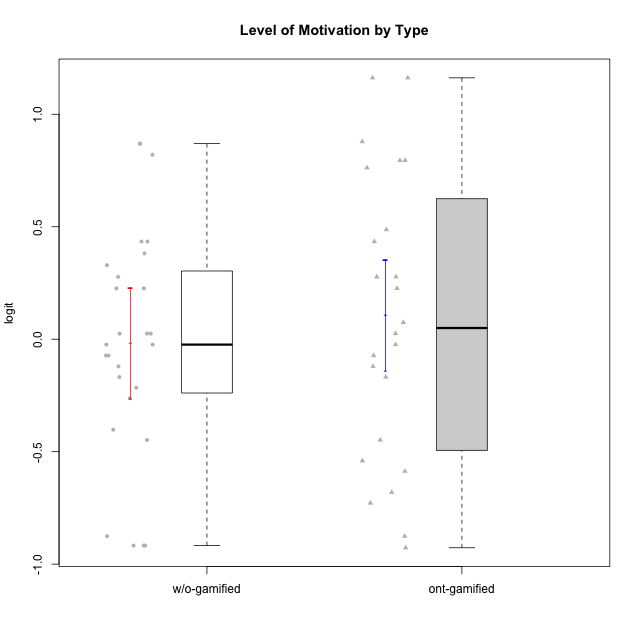 Level of Motivation by Type
1.0
0.5
0.0
-0.5
-1.0
logit
w/o-gamified
ont-gamified